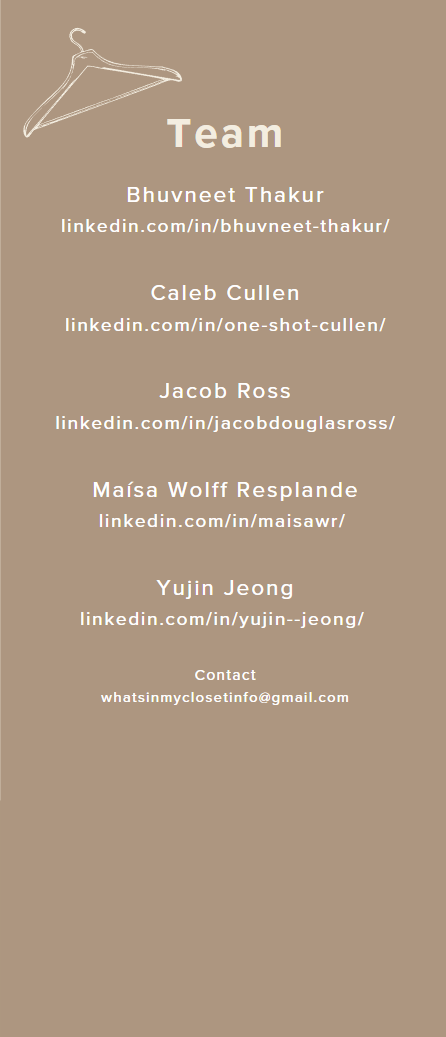 Team
Bhuvneet Thakur
linkedin.com/in/bhuvneet-thakur/
Caleb Cullen
linkedin.com/in/one-shot-cullen/
Jacob Ross
linkedin.com/in/jacobdouglasross/
Maísa Wolff Resplande
linkedin.com/in/maisawr/
Yujin Jeong
linkedin.com/in/yujin--jeong/
Contact
whatsinmyclosetinfo@gmail.com